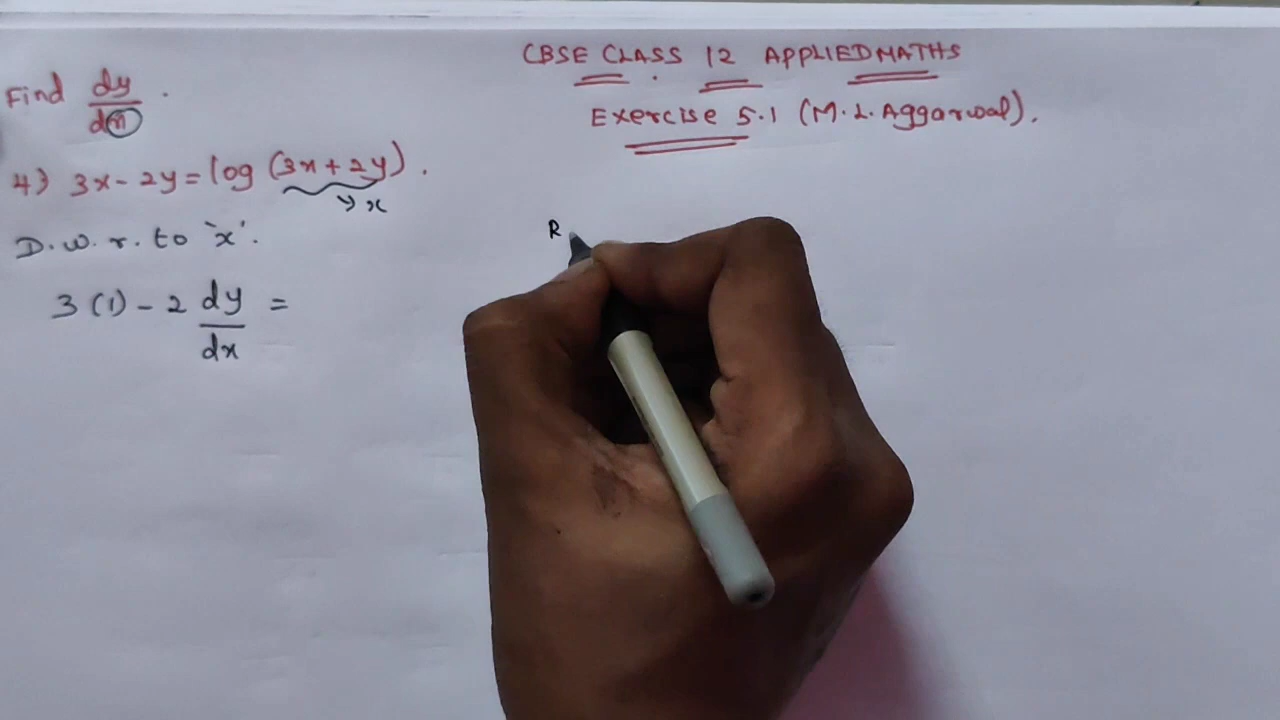 CBSE CLASS 12 APPLIED MATHS
Exercise 5.1 (M.L. Aggarwal).
Find dy/dx.
4) 3x - 2y = log (3x + 2y).
y x
D.w.r. to 'x'.
3 (1) - 2 dy/dx =
R